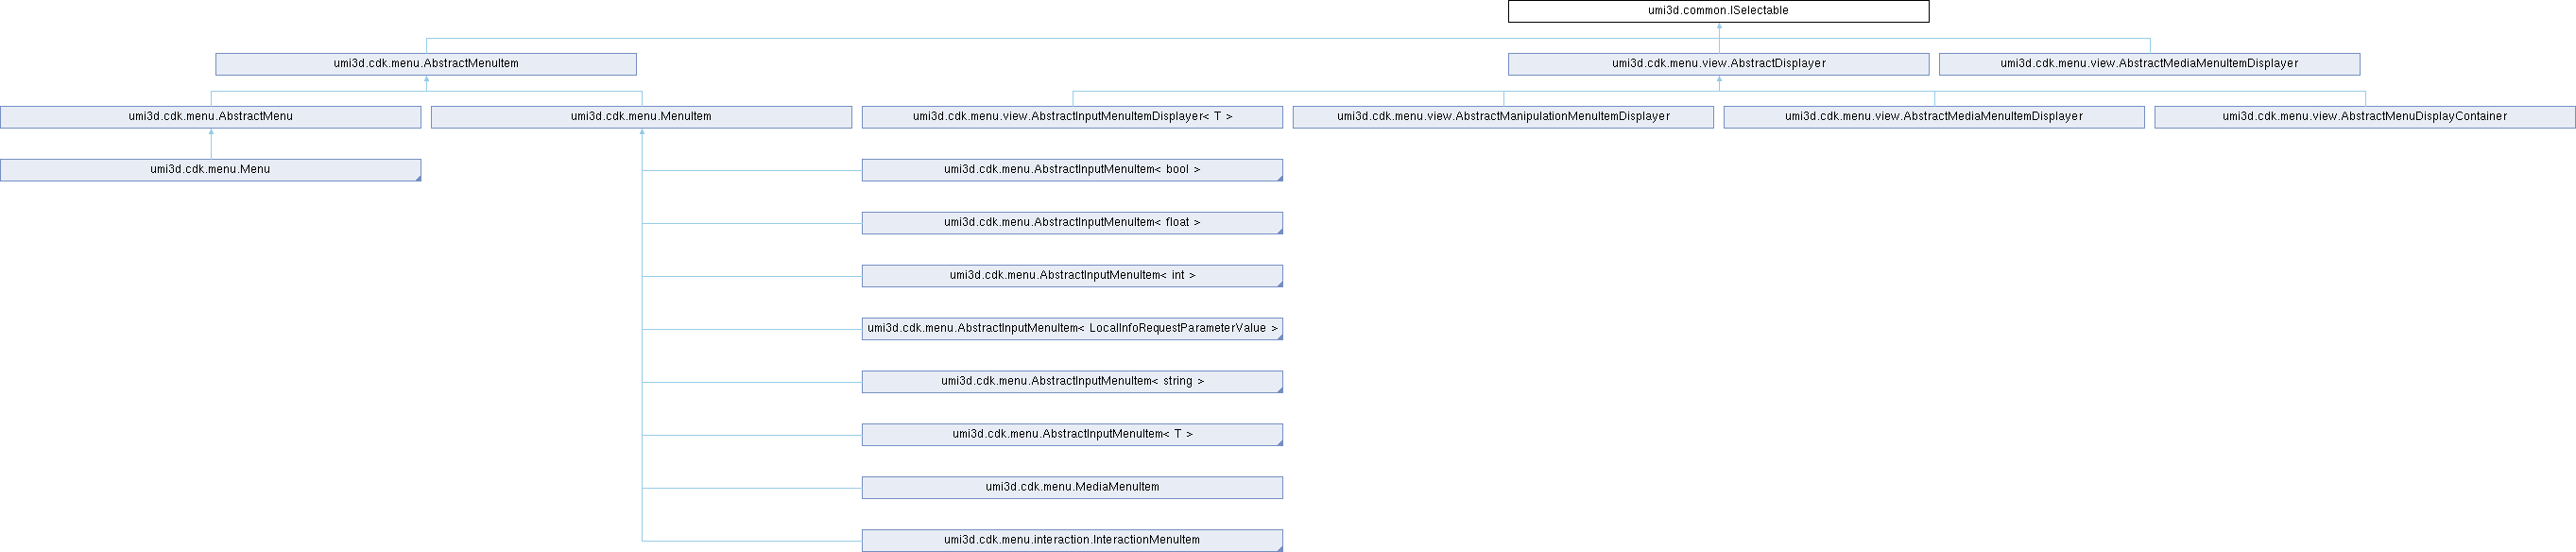 umi3d.common.ISelectable
umi3d.cdk.menu.AbstractMenuItem
umi3d.cdk.menu.view.AbstractDisplayer
umi3d.cdk.menu.view.AbstractMediaMenuItemDisplayer
umi3d.cdk.menu.AbstractMenu
umi3d.cdk.menu.MenuItem
umi3d.cdk.menu.view.AbstractInputMenuItemDisplayer< T >
umi3d.cdk.menu.view.AbstractManipulationMenuItemDisplayer
umi3d.cdk.menu.view.AbstractMediaMenuItemDisplayer
umi3d.cdk.menu.view.AbstractMenuDisplayContainer
umi3d.cdk.menu.Menu
umi3d.cdk.menu.AbstractInputMenuItem< bool >
umi3d.cdk.menu.AbstractInputMenuItem< float >
umi3d.cdk.menu.AbstractInputMenuItem< int >
umi3d.cdk.menu.AbstractInputMenuItem< LocalInfoRequestParameterValue >
umi3d.cdk.menu.AbstractInputMenuItem< string >
umi3d.cdk.menu.AbstractInputMenuItem< T >
umi3d.cdk.menu.MediaMenuItem
umi3d.cdk.menu.interaction.InteractionMenuItem